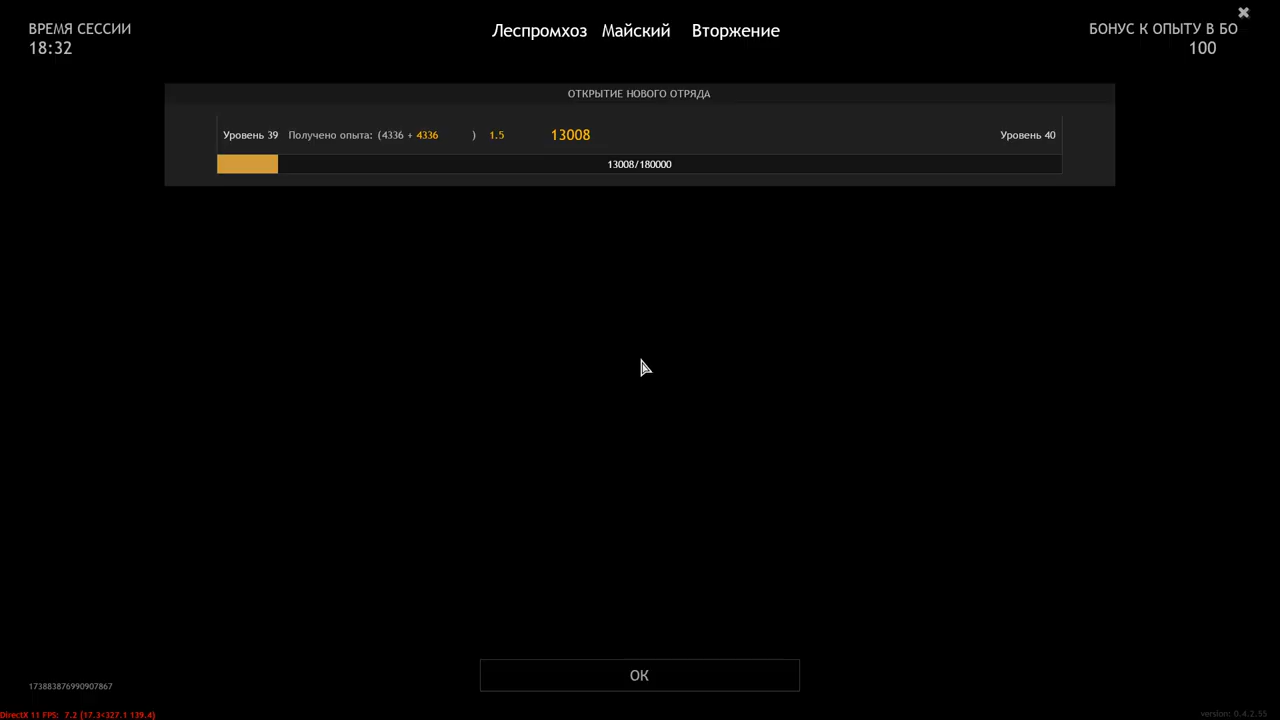 ВРЕМЯ СЕССИИ
18:32
Леспромхоз Майский Вторжение
БОНУС К ОПЫТУ В БО
100
ОТКРЫТИЕ НОВОГО ОТРЯДА
Уровень 39 Получено опыта: (4336 + 4336 ) 1.5 13008 Уровень 40
13008/180000
ОК
173883876990907867
DirectX 11 FPS: 7.2 (17.3<327.1 139.4)
version: 0.4.2.55